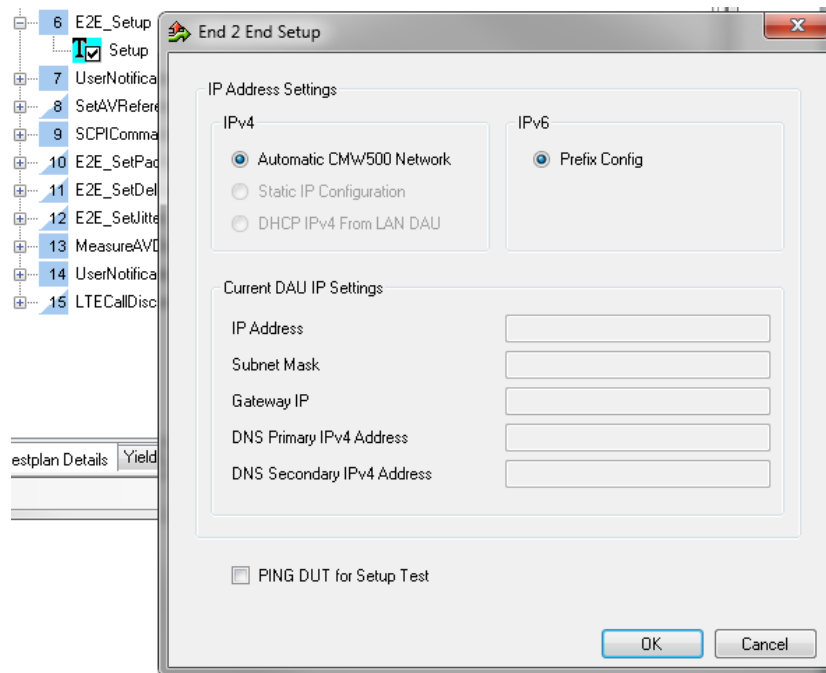 6 E2E_Setup
Setup
7 UserNotifica
8 SetAVRefere
9 SCPIComma
10 E2E_SetPac
11 E2E_SetDel
12 E2E_SetJitte
13 MeasureAVD
14 UserNotifica
15 LTECallDisc
estplan Details Yield
End 2 End Setup
IP Address Settings
IPv4
Automatic CMW500 Network
Static IP Configuration
DHCP IPv4 From LAN DAU
IPv6
Prefix Config
Current DAU IP Settings
IP Address
Subnet Mask
Gateway IP
DNS Primary IPv4 Address
DNS Secondary IPv4 Address
PING DUT for Setup Test
OK Cancel